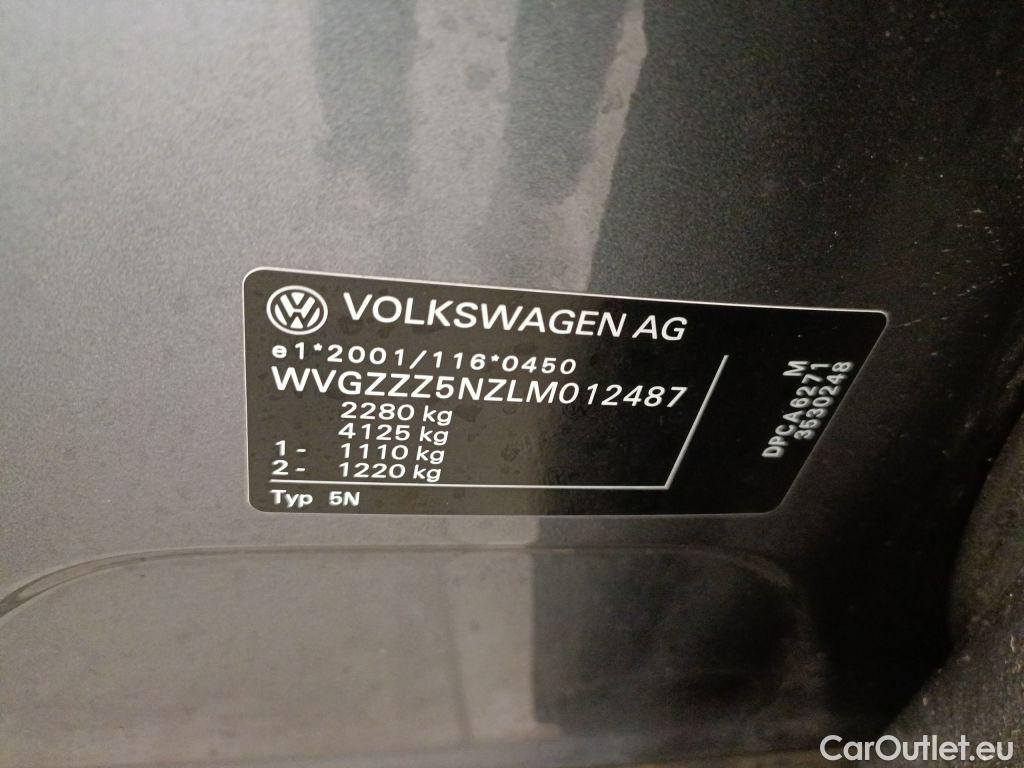 VOLKSWAGEN AG
e1*2001/116*0450
WVGZZZ5NZLM012487
2280 kg
4125 kg
1- 1110 kg
2- 1220 kg
Typ 5N
M
DPCA6271
3530248
CarOutlet.eu